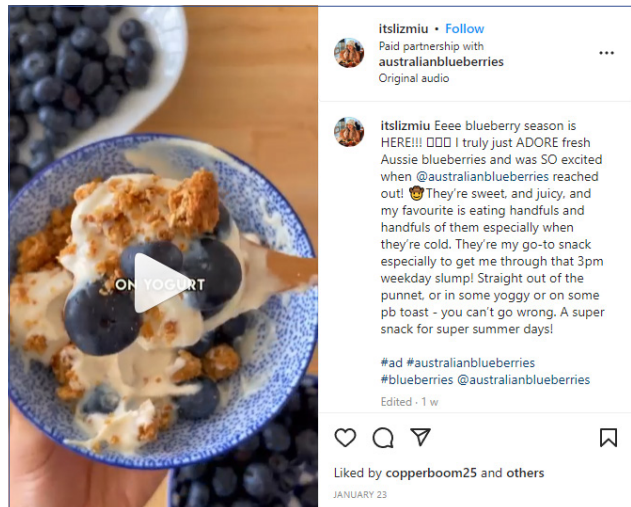 itslizmiu • Follow
Paid partnership with
australianblueberries
Original audio
ON YOGURT
itslizmiu Eeee blueberry season is
HERE!!! □□□ I truly just ADORE fresh
Aussie blueberries and was SO excited
when @australianblueberries reached
out! 🤠They’re sweet, and juicy, and
my favourite is eating handfuls and
handfuls of them especially when
they’re cold. They’re my go-to snack
especially to get me through that 3pm
weekday slump! Straight out of the
punnet, or in some yoggy or on some
pb toast - you can’t go wrong. A super
snack for super summer days!
#ad #australianblueberries
#blueberries @australianblueberries
Edited · 1 w
Liked by copperboom25 and others
JANUARY 23